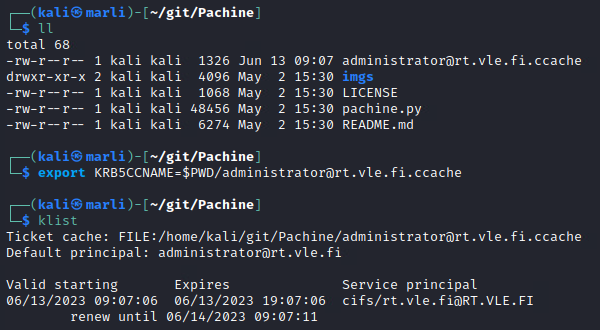 ┌──(kali㉿marli)-[~/git/Pachine]
└─$ ll
total 68
-rw-r--r-- 1 kali kali  1326 Jun 13 09:07 administrator@rt.vle.fi.ccache
drwxr-xr-x 2 kali kali  4096 May  2 15:30 imgs
-rw-r--r-- 1 kali kali  1068 May  2 15:30 LICENSE
-rw-r--r-- 1 kali kali 48456 May  2 15:30 pachine.py
-rw-r--r-- 1 kali kali  6274 May  2 15:30 README.md
┌──(kali㉿marli)-[~/git/Pachine]
└─$ export KRB5CCNAME=$PWD/administrator@rt.vle.fi.ccache
┌──(kali㉿marli)-[~/git/Pachine]
└─$ klist
Ticket cache: FILE:/home/kali/git/Pachine/administrator@rt.vle.fi.ccache
Default principal: administrator@rt.vle.fi
Valid starting       Expires              Service principal
06/13/2023 09:07:06  06/13/2023 19:07:06  cifs/rt.vle.fi@RT.VLE.FI
        renew until 06/14/2023 09:07:11